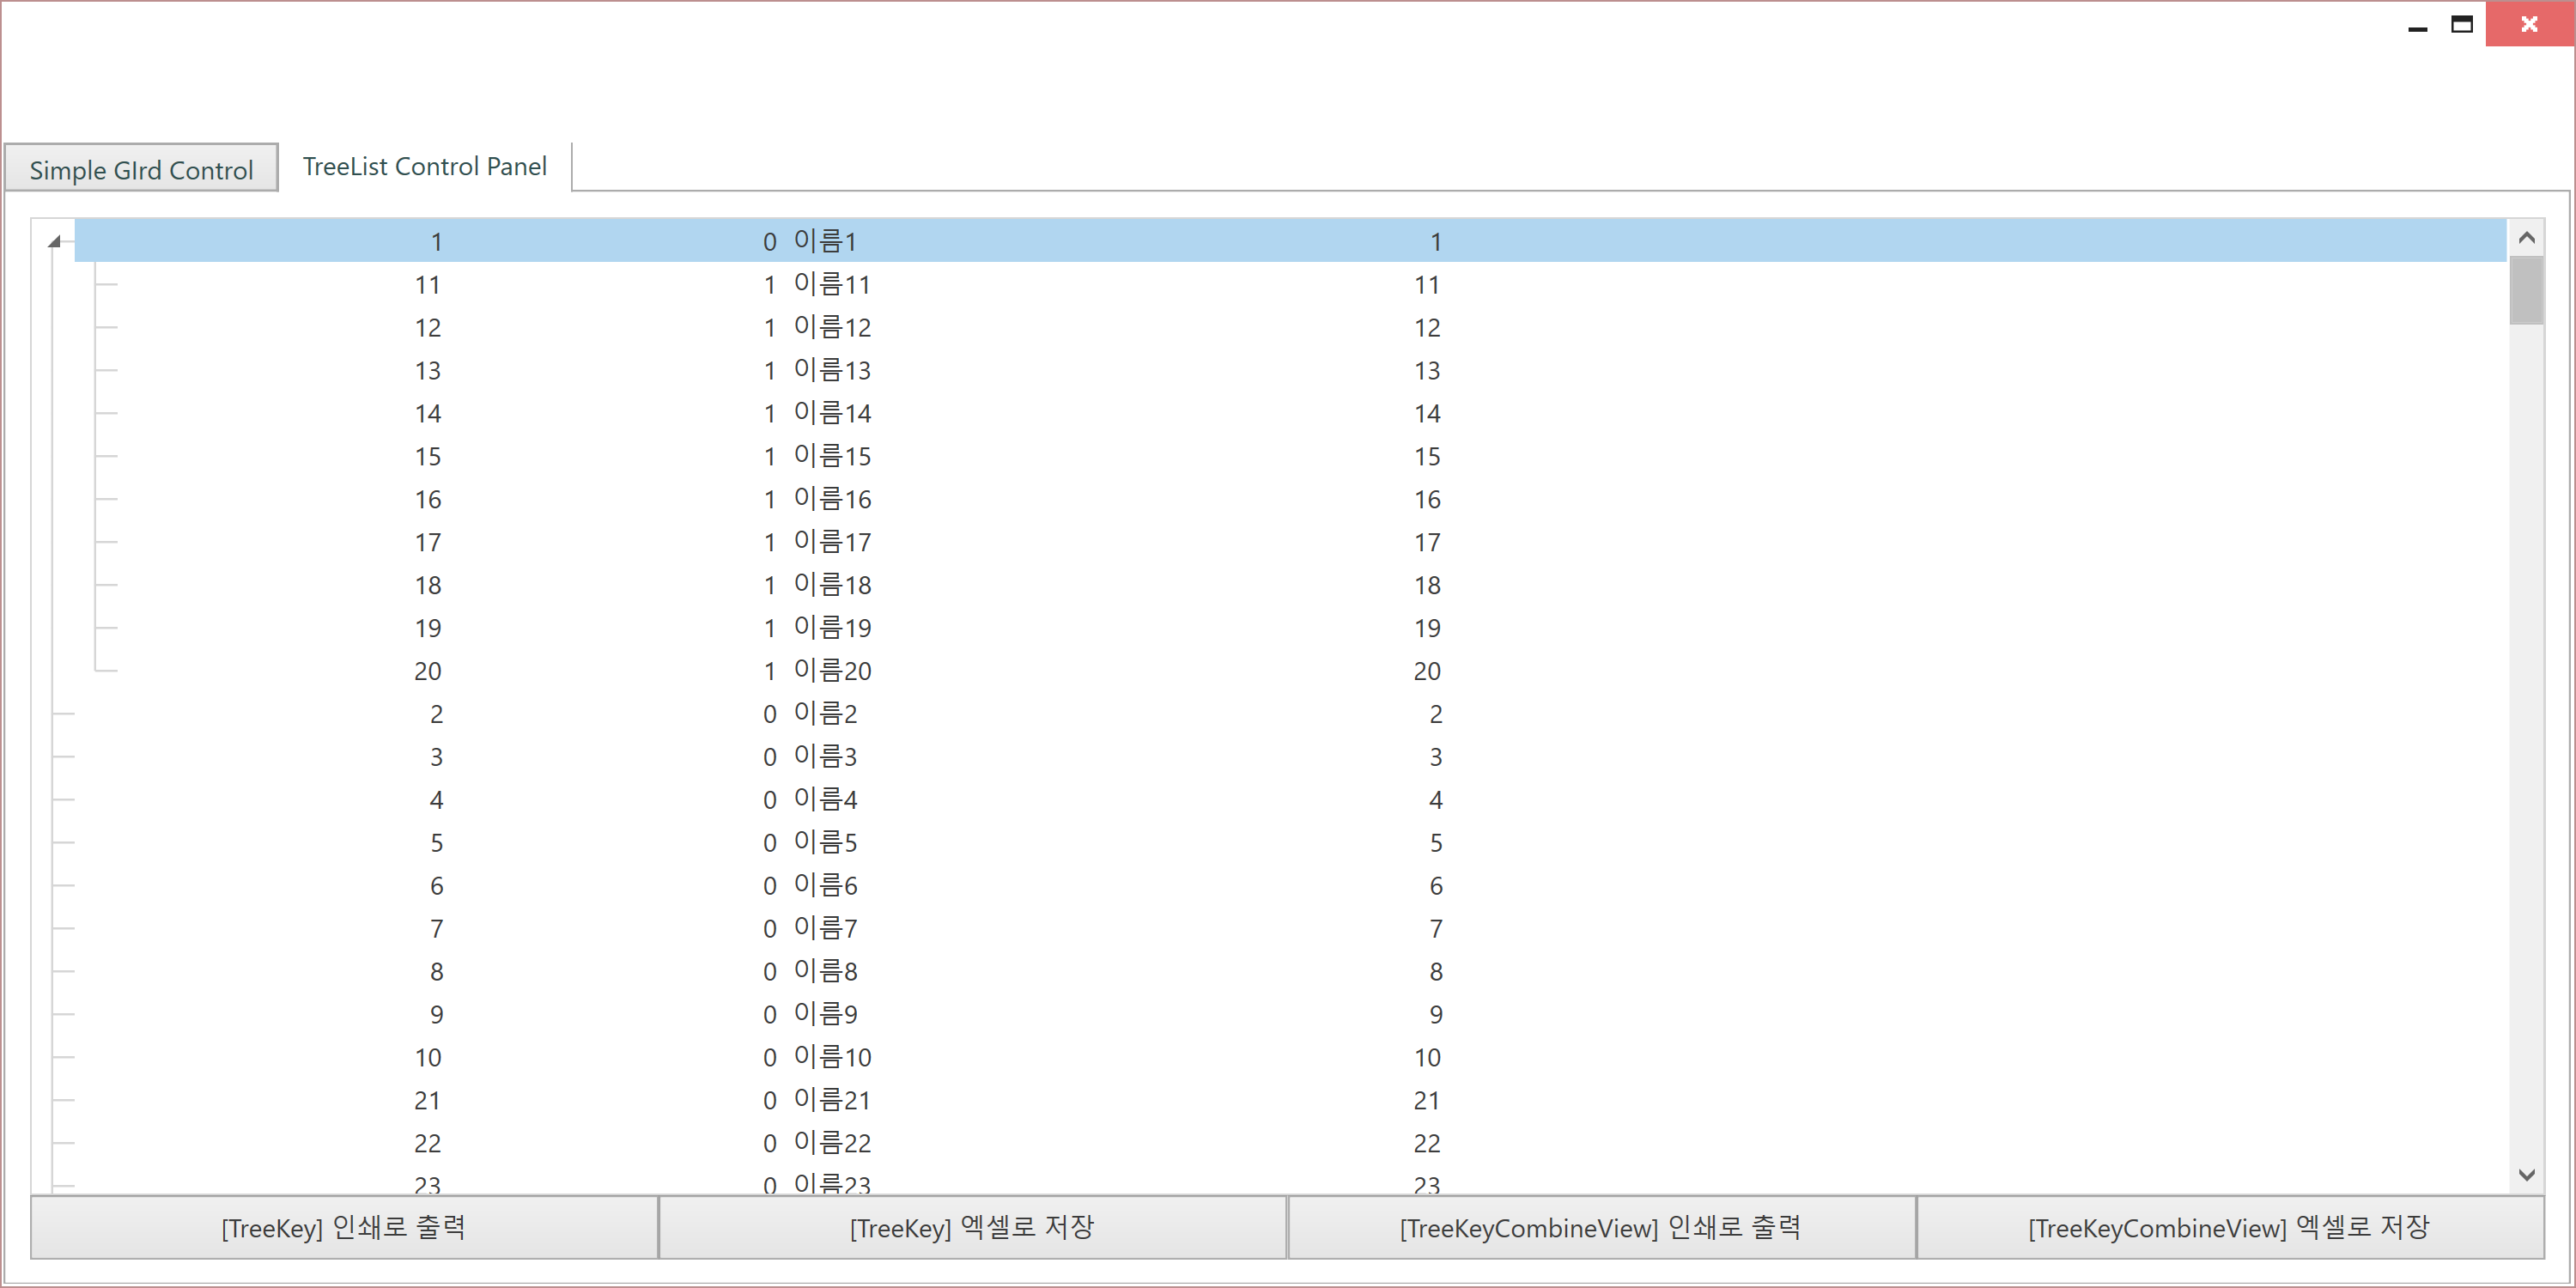 Simple GIrd Control
TreeList Control Panel
1 0 이름1 1
11 1 이름11 11
12 1 이름12 12
13 1 이름13 13
14 1 이름14 14
15 1 이름15 15
16 1 이름16 16
17 1 이름17 17
18 1 이름18 18
19 1 이름19 19
20 1 이름20 20
2 0 이름2 2
3 0 이름3 3
4 0 이름4 4
5 0 이름5 5
6 0 이름6 6
7 0 이름7 7
8 0 이름8 8
9 0 이름9 9
10 0 이름10 10
21 0 이름21 21
22 0 이름22 22
23 0 이름23 23
[TreeKey] 인쇄로 출력
[TreeKey] 엑셀로 저장
[TreeKeyCombineView] 인쇄로 출력
[TreeKeyCombineView] 엑셀로 저장